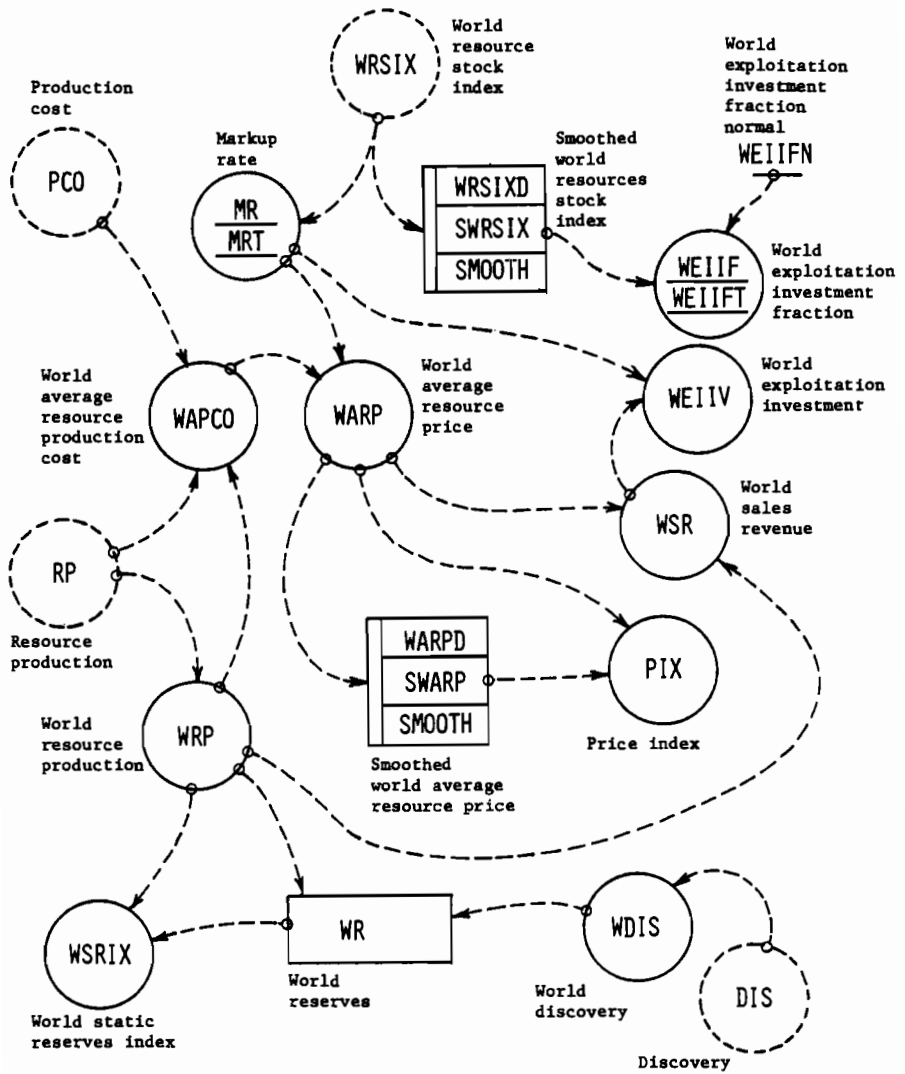 World
resource
stock
index
WRSIX
World
exploitation
investment
fraction
normal
WEIIFN
Production
cost
PCO
Markup
rate
MR
MRT
Smoothed
world
resources
stock
index
WRSIXD
SWRSIX
SMOOTH
WEIIF
WEIIFT
World
exploitation
investment
fraction
World
average
resource
production
cost
WAPCO
WARP
World
average
resource
price
WEIIV
World
exploitation
investment
WSR
World
sales
revenue
RP
Resource
production
WARPD
SWARP
SMOOTH
Smoothed
world average
resource price
PIX
Price index
World
resource
production
WRP
WSRIX
World static
reserves index
WR
World
reserves
WDIS
World
discovery
DIS
Discovery